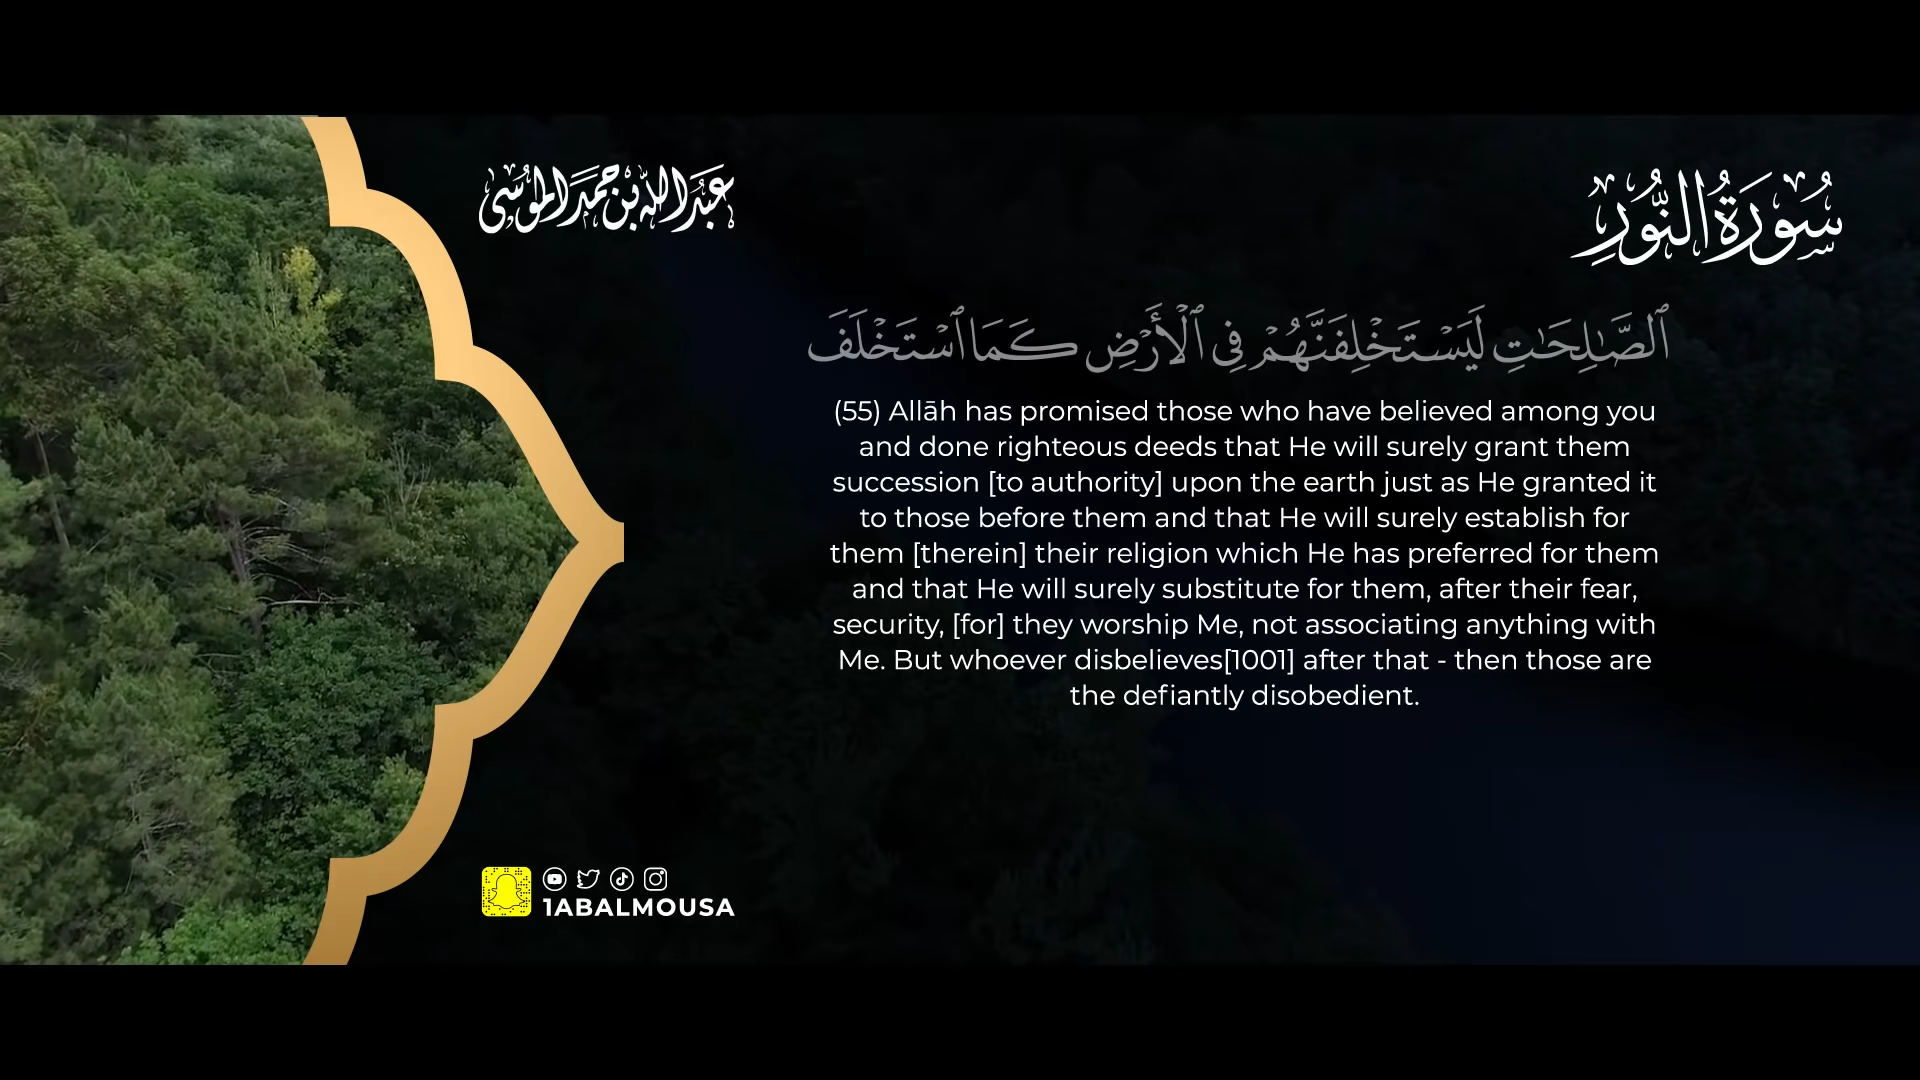 عَبْدُ اللّٰه بن حَمَد المُوسَى
سُورَةُ النُّورِ
ٱلصَّـٰلِحَـٰتِ لَيَسْتَخْلِفَنَّهُمْ فِى ٱلْأَرْضِ كَمَا ٱسْتَخْلَفَ
(55) Allāh has promised those who have believed among you
and done righteous deeds that He will surely grant them
succession [to authority] upon the earth just as He granted it
to those before them and that He will surely establish for
them [therein] their religion which He has preferred for them
and that He will surely substitute for them, after their fear,
security, [for] they worship Me, not associating anything with
Me. But whoever disbelieves[1001] after that - then those are
the defiantly disobedient.
1ABALMOUSA